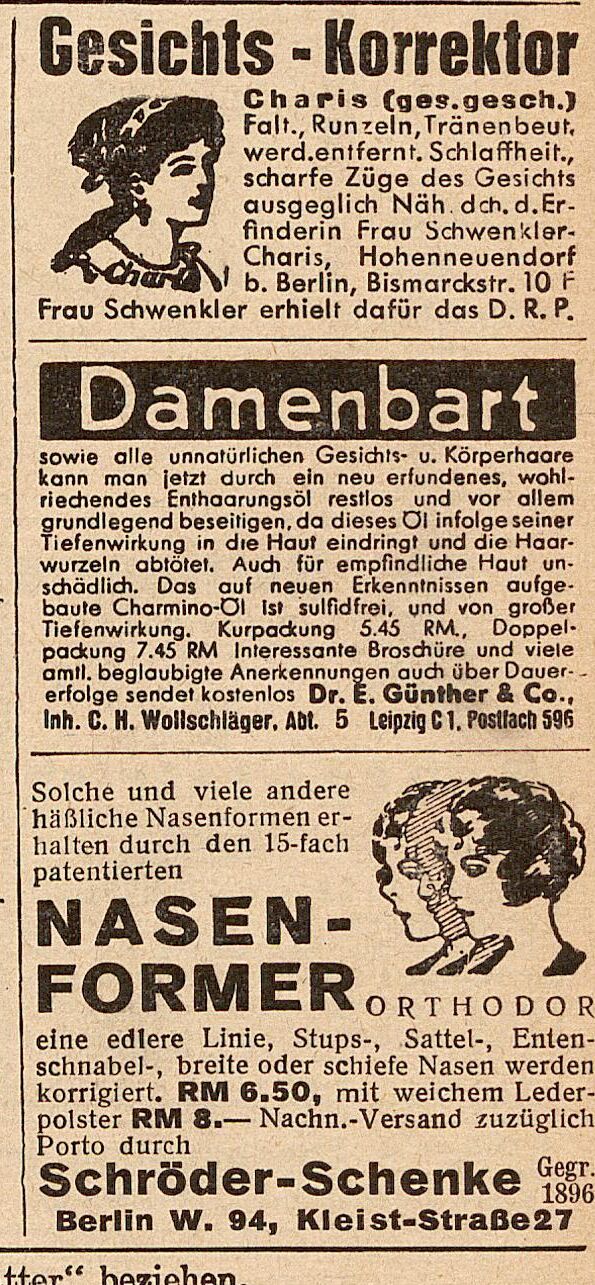 Gesichts - Korrektor
Charis (ges.gesch.)
Falt., Runzeln, Tränenbeut.
werd.entfernt. Schlaffheit.,
scharfe Züge des Gesichts
ausgeglich Näh. dch. d. Er-
finderin Frau Schwenkler-
Charis, Hohenneuendorf
b. Berlin, Bismarckstr. 10 F
Charis
Frau Schwenkler erhielt dafür das D. R. P.
Damenbart
sowie alle unnatürlichen Gesichts- u. Körperhaare
kann man jetzt durch ein neu erfundenes, wohl-
riechendes Enthaarungsöl restlos und vor allem
grundlegend beseitigen, da dieses Öl infolge seiner
Tiefenwirkung in die Haut eindringt und die Haar-
wurzeln abtötet. Auch für empfindliche Haut un-
schädlich. Das auf neuen Erkenntnissen aufge-
baute Charmino-Öl ist sulfidfrei, und von großer
Tiefenwirkung. Kurpackung 5.45 RM., Doppel-
packung 7.45 RM Interessante Broschüre und viele
amtl. beglaubigte Anerkennungen auch über Dauer-
erfolge sendet kostenlos Dr. E. Günther & Co.,
Inh. C. H. Wollschläger, Abt. 5 Leipzig C 1, Postfach 596
Solche und viele andere
häßliche Nasenformen er-
halten durch den 15-fach
patentierten
NASEN-
FORMER ORTHODOR
eine edlere Linie, Stups-, Sattel-, Enten-
schnabel-, breite oder schiefe Nasen werden
korrigiert. RM 6.50, mit weichem Leder-
polster RM 8.— Nachn.-Versand zuzüglich
Porto durch
Schröder-Schenke Gegr. 1896
Berlin W. 94, Kleist-Straße 27
tter“ beziehen.